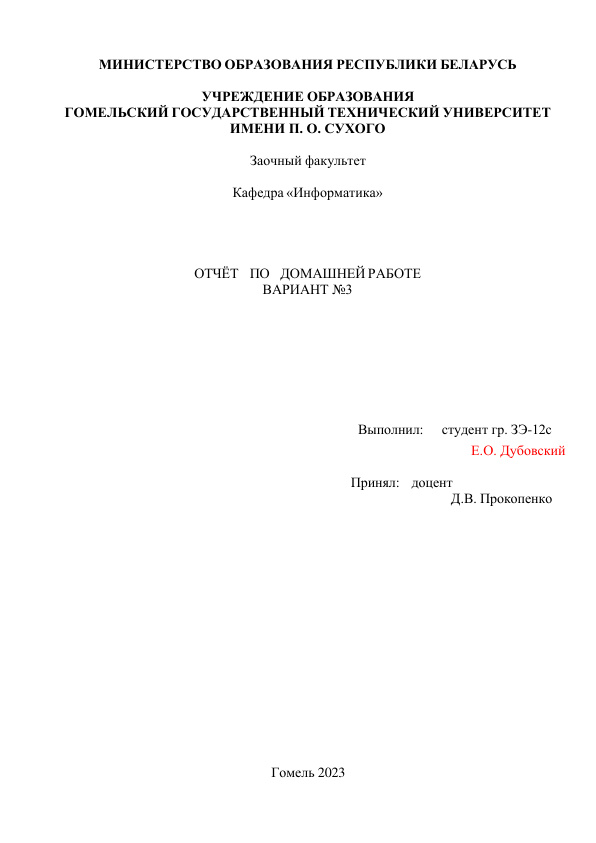 МИНИСТЕРСТВО ОБРАЗОВАНИЯ РЕСПУБЛИКИ БЕЛАРУСЬ
УЧРЕЖДЕНИЕ ОБРАЗОВАНИЯ
ГОМЕЛЬСКИЙ ГОСУДАРСТВЕННЫЙ ТЕХНИЧЕСКИЙ УНИВЕРСИТЕТ
ИМЕНИ П. О. СУХОГО
Заочный факультет
Кафедра «Информатика»
ОТЧЁТ ПО ДОМАШНЕЙ РАБОТЕ
ВАРИАНТ №3
Выполнил: студент гр. ЗЭ-12с
Е.О. Дубовский
Принял: доцент
Д.В. Прокопенко
Гомель 2023